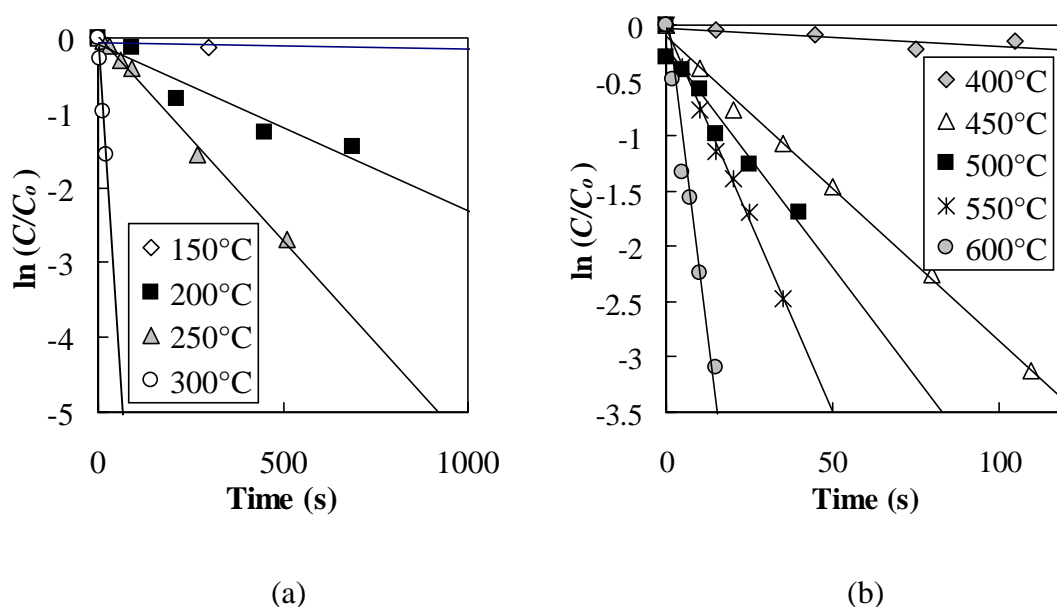 0
-1
-2
-3
-4
-5
ln (C/Co)
150°C
200°C
250°C
300°C
0 500 1000
Time (s)
(a)
0
-0.5
-1
-1.5
-2
-2.5
-3
-3.5
ln (C/Co)
400°C
450°C
500°C
550°C
600°C
0 50 100
Time (s)
(b)